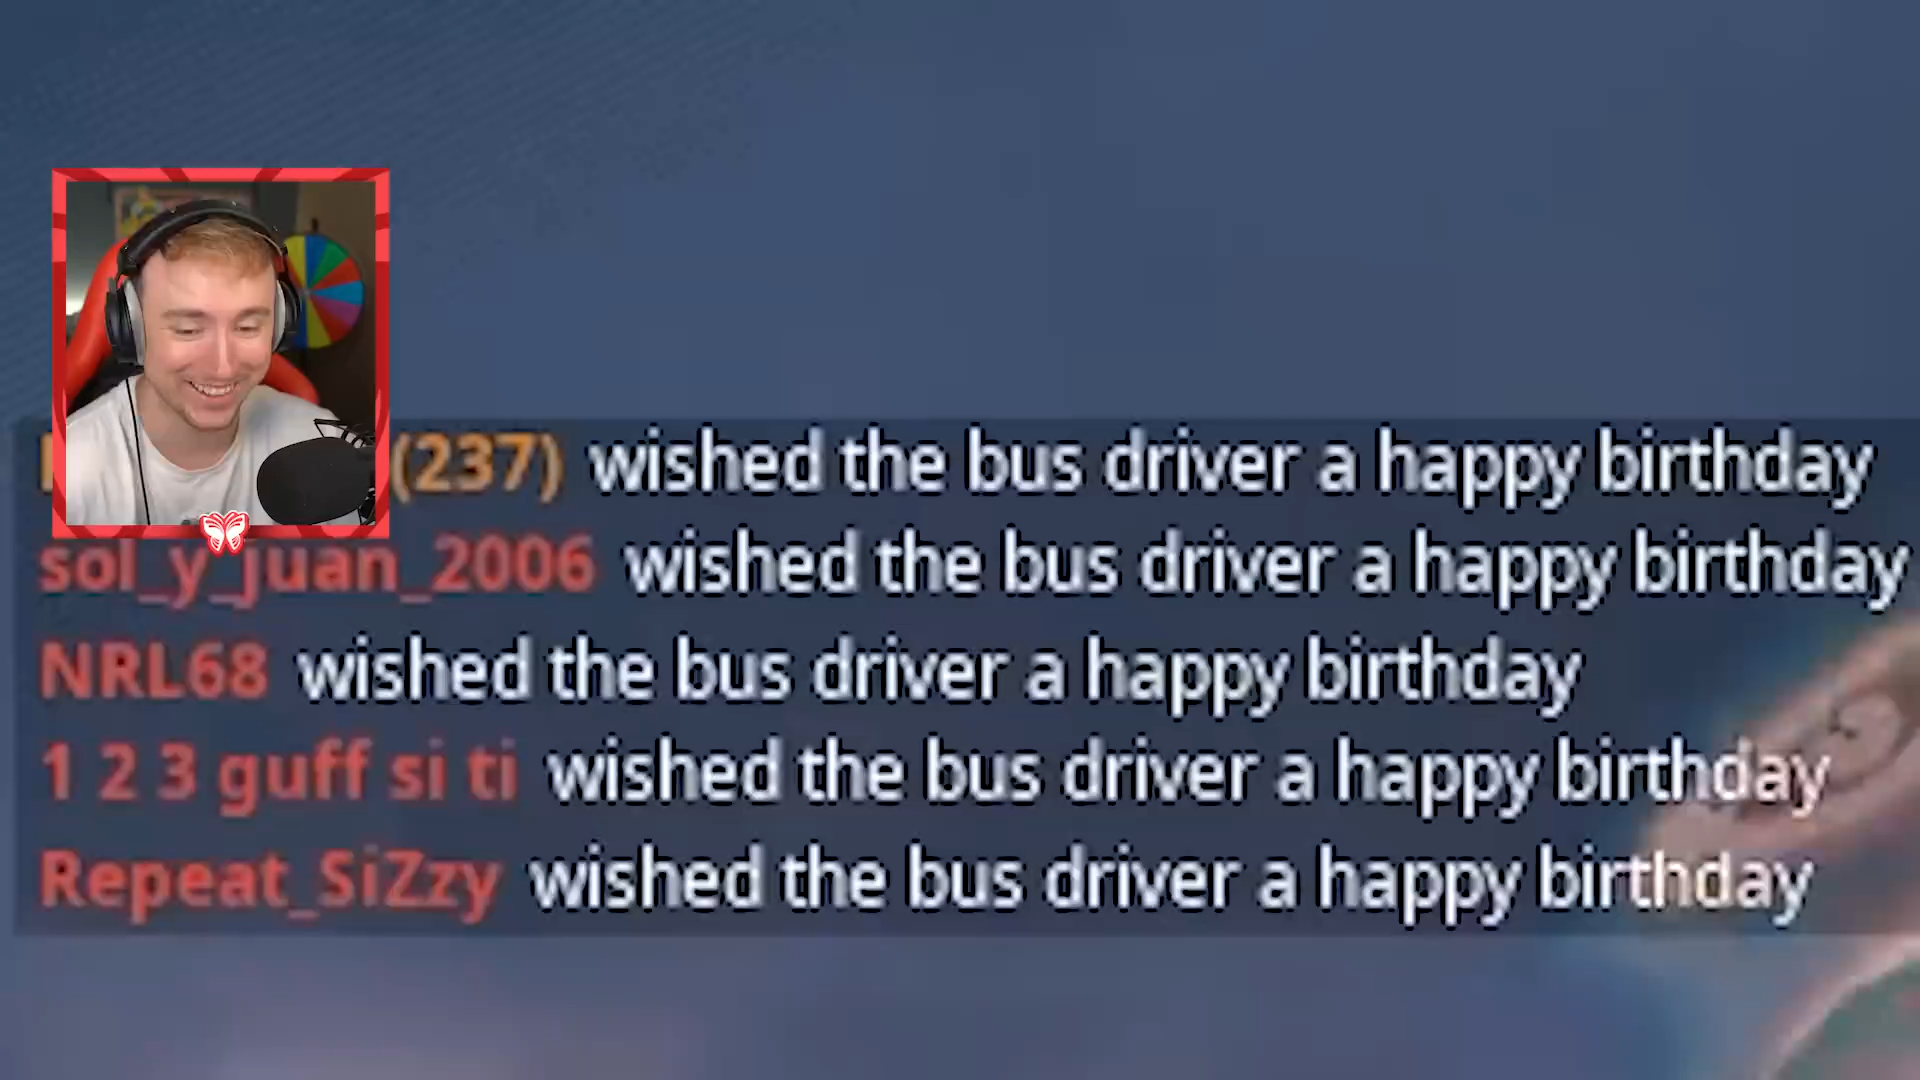 (237) wished the bus driver a happy birthday
sol_y_juan_2006 wished the bus driver a happy birthday
NRL68 wished the bus driver a happy birthday
1 2 3 guff si ti wished the bus driver a happy birthday
Repeat_SiZzy wished the bus driver a happy birthday